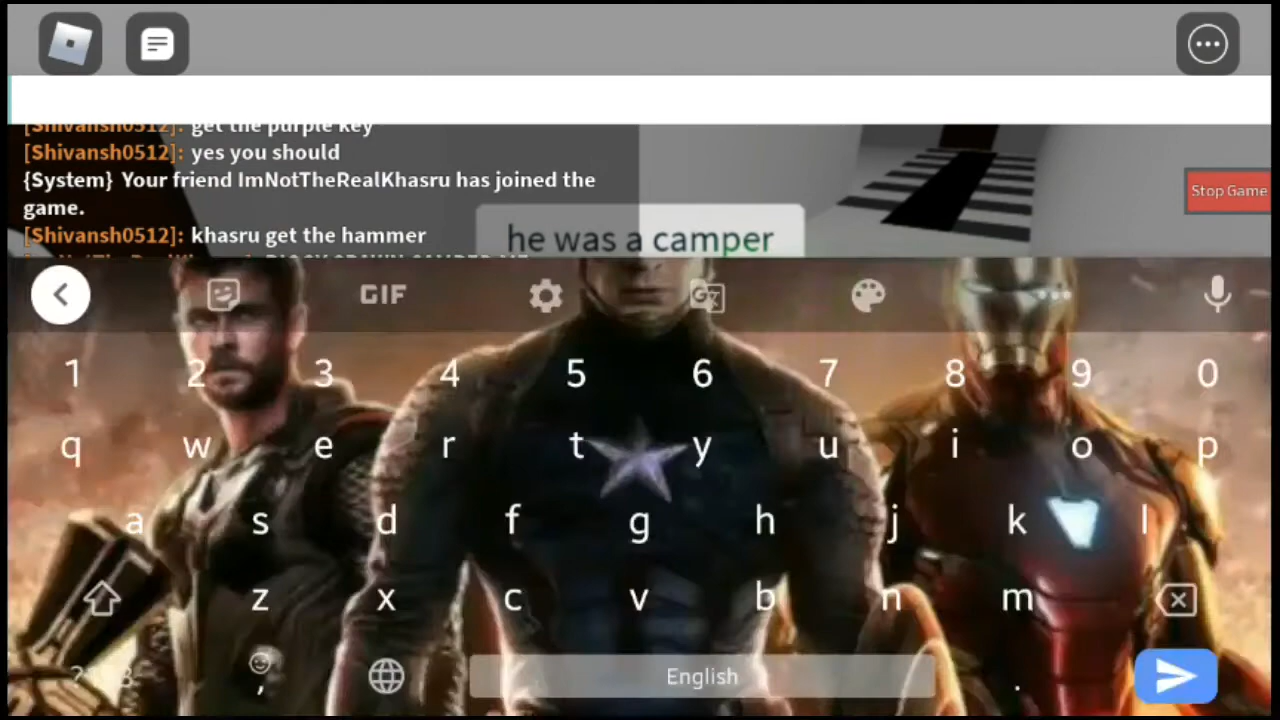 [Shivansh0512]: get the purple key
[Shivansh0512]: yes you should
{System} Your friend ImNotTheRealKhasru has joined the
game.
[Shivansh0512]: khasru get the hammer
he was a camper
Stop Game
GIF
1 2 3 4 5 6 7 8 9 0
q w e r t y u i o p
a s d f g h j k l
z x c v b n m
, English .